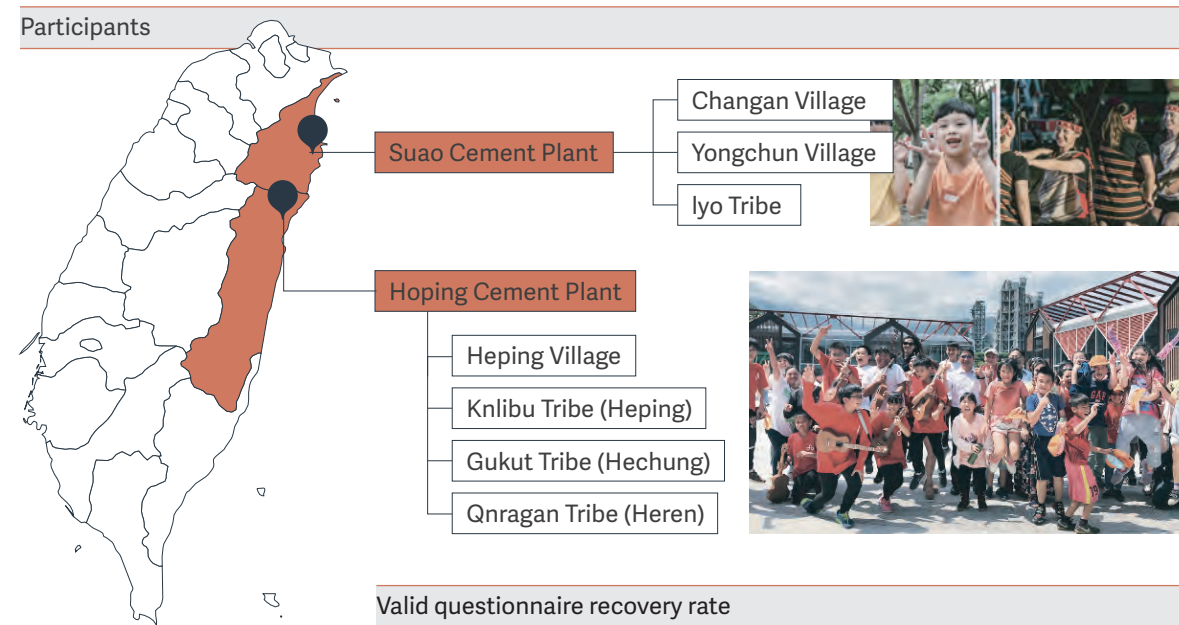 Participants
Suao Cement Plant
Changan Village
Yongchun Village
lyo Tribe
Hoping Cement Plant
Heping Village
Knlibu Tribe (Heping)
Gukut Tribe (Hechung)
Qnragan Tribe (Heren)
Valid questionnaire recovery rate